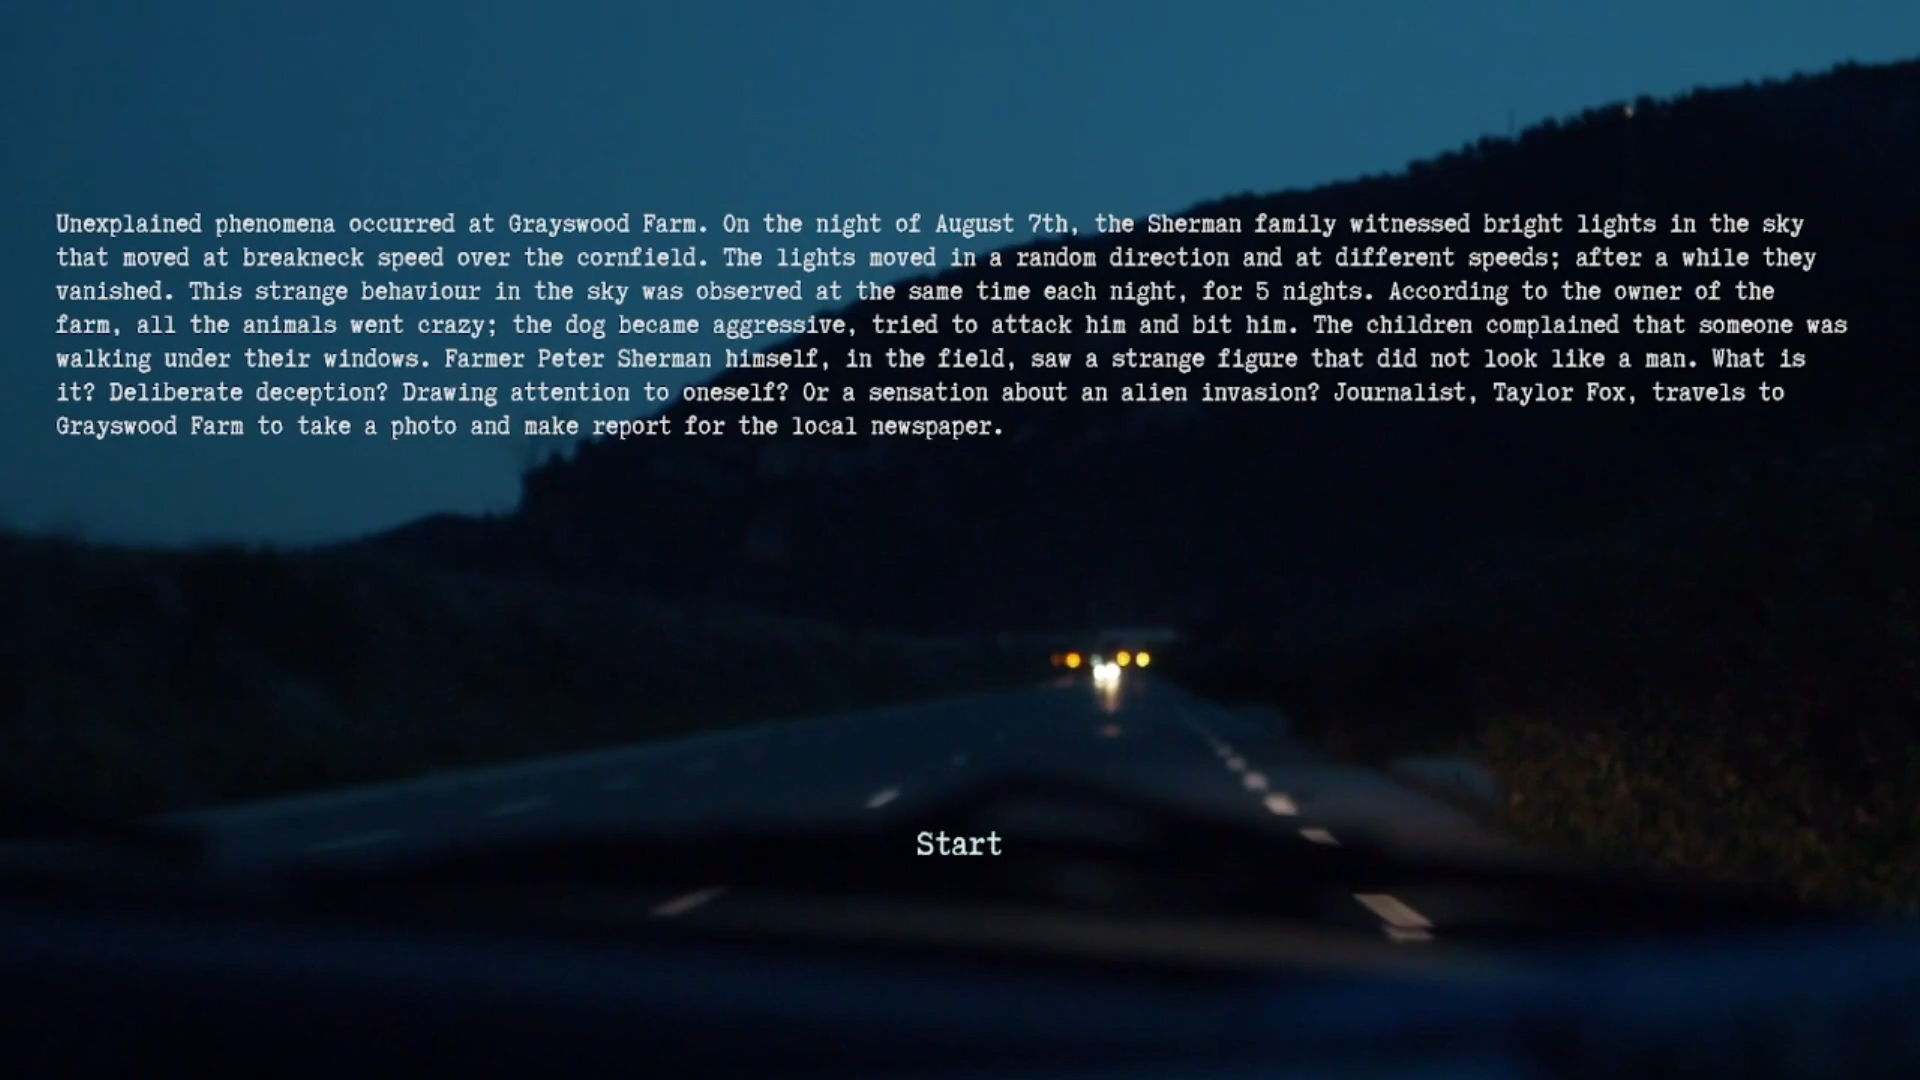 Unexplained phenomena occurred at Grayswood Farm. On the night of August 7th, the Sherman family witnessed bright lights in the sky
that moved at breakneck speed over the cornfield. The lights moved in a random direction and at different speeds; after a while they
vanished. This strange behaviour in the sky was observed at the same time each night, for 5 nights. According to the owner of the
farm, all the animals went crazy; the dog became aggressive, tried to attack him and bit him. The children complained that someone was
walking under their windows. Farmer Peter Sherman himself, in the field, saw a strange figure that did not look like a man. What is
it? Deliberate deception? Drawing attention to oneself? Or a sensation about an alien invasion? Journalist, Taylor Fox, travels to
Grayswood Farm to take a photo and make report for the local newspaper.
Start